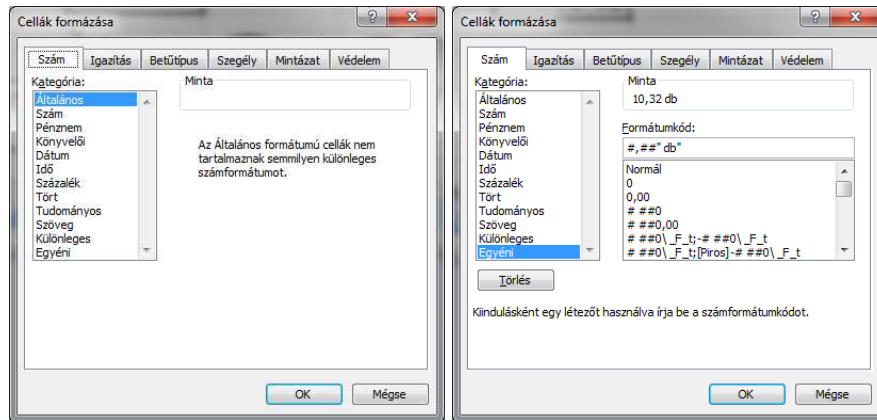 Cellák formázása
Szám Igazítás Betűtípus Szegély Mintázat Védelem
Kategória:
Általános
Szám
Pénznem
Könyvelői
Dátum
Idő
Százalék
Tört
Tudományos
Szöveg
Különleges
Egyéni
Minta
Az Általános formátumú cellák nem
tartalmaznak semmilyen különleges
számformátumot.
OK Mégse
Cellák formázása
Szám Igazítás Betűtípus Szegély Mintázat Védelem
Kategória:
Általános
Szám
Pénznem
Könyvelői
Dátum
Idő
Százalék
Tört
Tudományos
Szöveg
Különleges
Egyéni
Minta
10,32 db
Formátumkód:
#,##" db"
Normál
0
0,00
# ##0
# ##0,00
# ##0\ _F_t;-# ##0\ _F_t
# ##0\ _F_t;[Piros]-# ##0\ _F_t
Törlés
Kiindulásként egy létezőt használva írja be a számformátumkódot.
OK Mégse